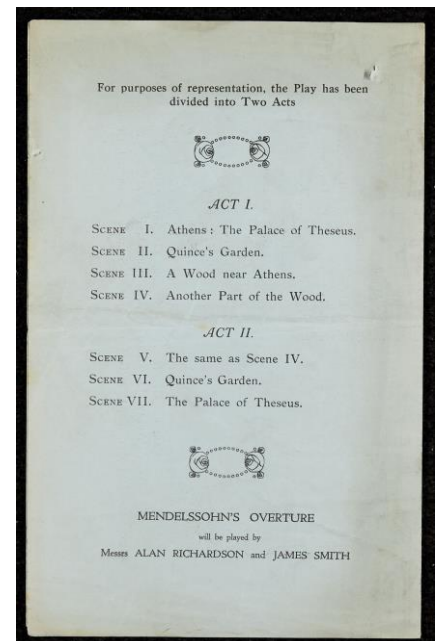 For purposes of representation, the Play has been
divided into Two Acts
ACT I.
SCENE I. Athens : The Palace of Theseus.
SCENE II. Quince's Garden.
SCENE III. A Wood near Athens.
SCENE IV. Another Part of the Wood.
ACT II.
SCENE V. The same as Scene IV.
SCENE VI. Quince's Garden.
SCENE VII. The Palace of Theseus.
MENDELSSOHN'S OVERTURE
will be played by
Messes ALAN RICHARDSON and JAMES SMITH